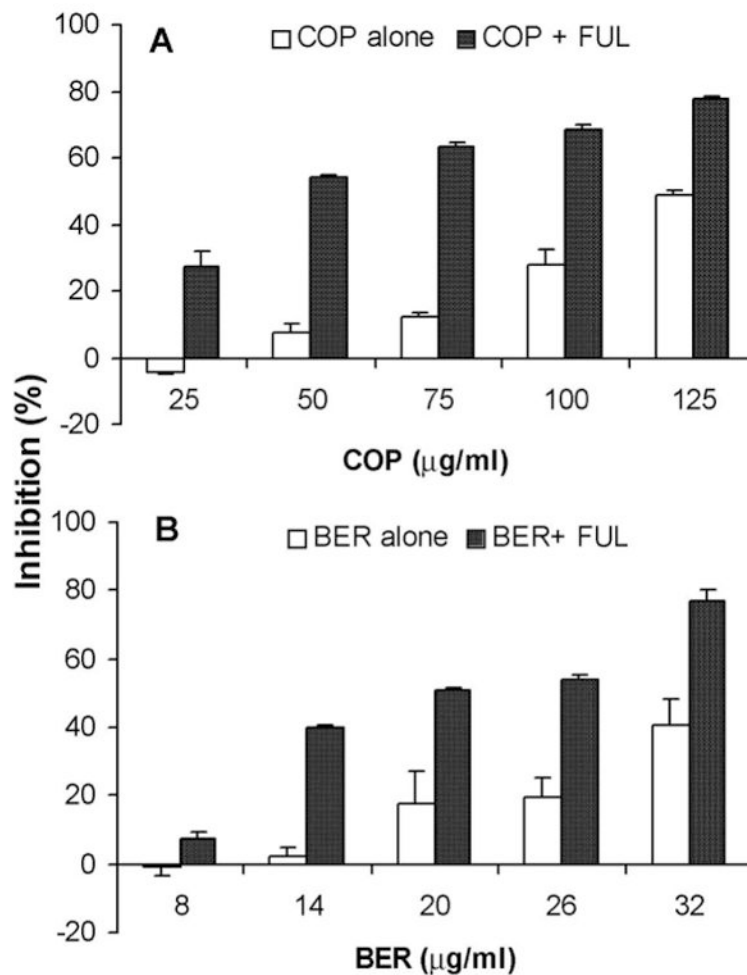 Inhibition (%)
A
COP alone COP + FUL
100
80
60
40
20
0
-20
25 50 75 100 125
COP (μg/ml)
B
BER alone BER+ FUL
100
80
60
40
20
0
-20
8 14 20 26 32
BER (μg/ml)